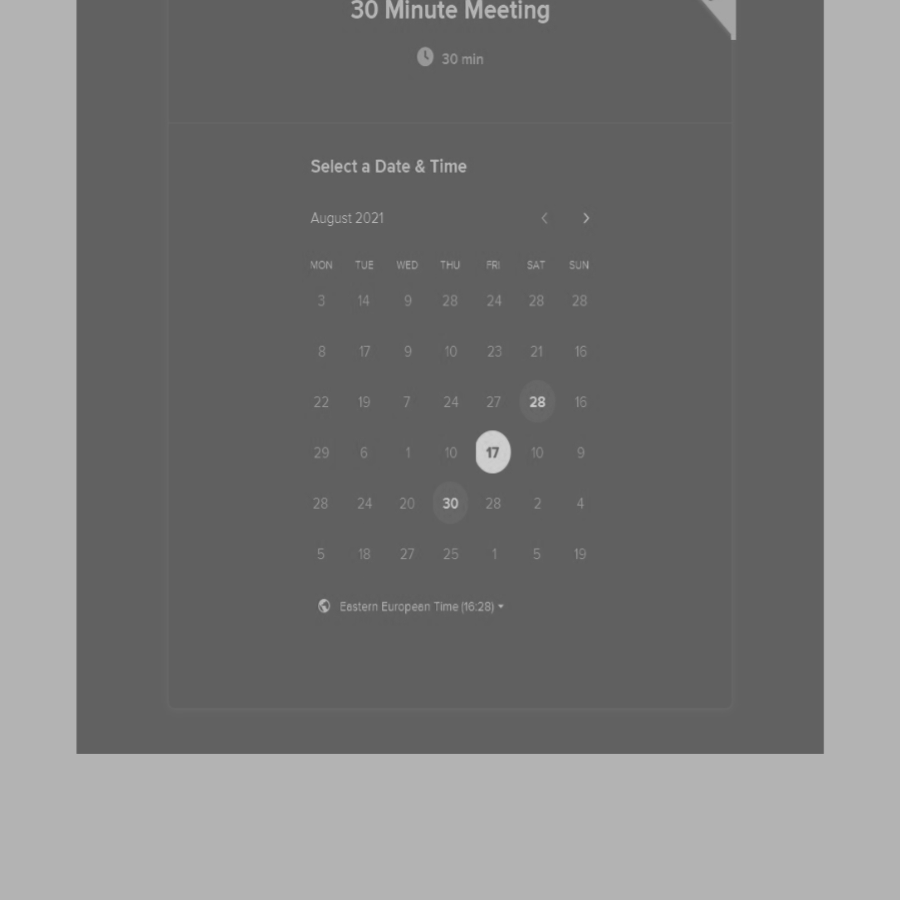 30 Minute Meeting
30 min
Select a Date & Time
August 2021
MON TUE WED THU FRI SAT SUN
3 14 9 28 24 28 28
8 17 9 10 23 21 16
22 19 7 24 27 28 15
29 6 1 10 17 10 9
28 24 20 30 28 2 4
5 18 27 25 1 5 19
Eastern European Time (16:28)